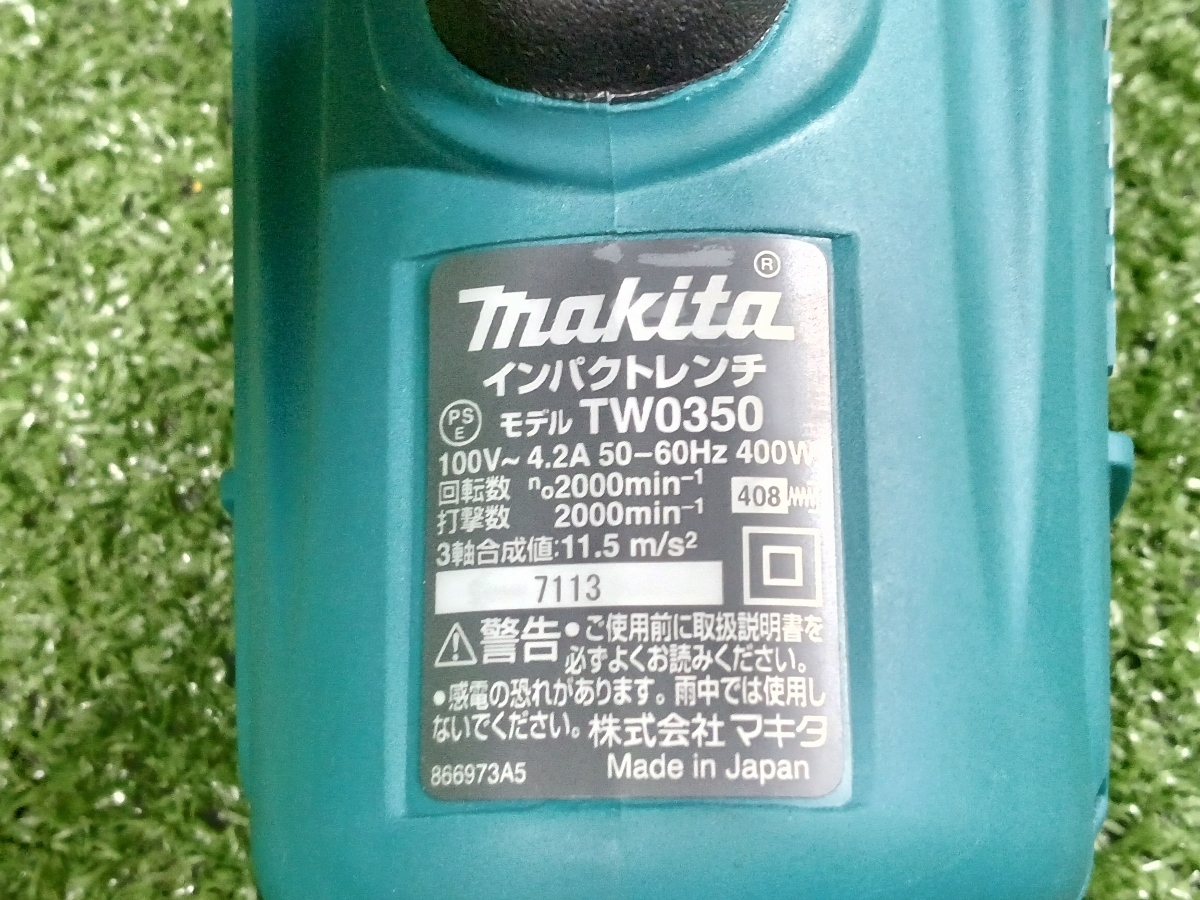 makita®
インパクトレンチ
PSE モデル TW0350
100V~ 4.2A 50-60Hz 400W
回転数 n₀2000min⁻¹
打撃数 2000min⁻¹
408
3軸合成値:11.5 m/s²
7113
⚠警告 •ご使用前に取扱説明書を
必ずよくお読みください。
•感電の恐れがあります。雨中では使用し
ないでください。 株式会社 マキタ
866973A5 Made in Japan